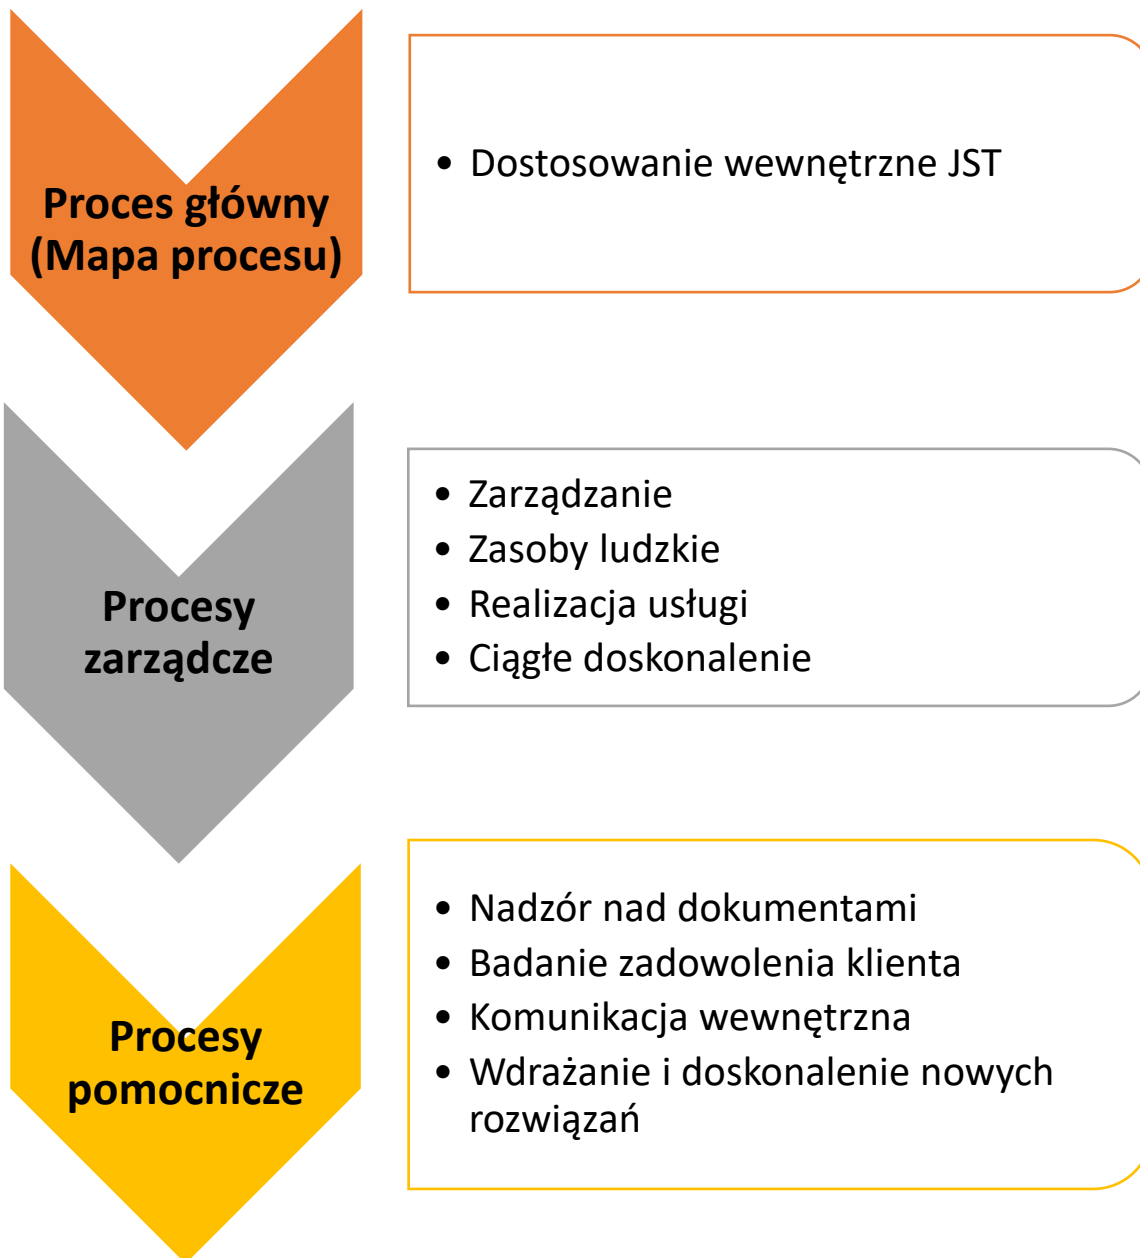 Proces główny
(Mapa procesu)
• Dostosowanie wewnętrzne JST
Procesy
zarządcze
• Zarządzanie
• Zasoby ludzkie
• Realizacja usługi
• Ciągłe doskonalenie
Procesy
pomocnicze
• Nadzór nad dokumentami
• Badanie zadowolenia klienta
• Komunikacja wewnętrzna
• Wdrażanie i doskonalenie nowych
rozwiązań